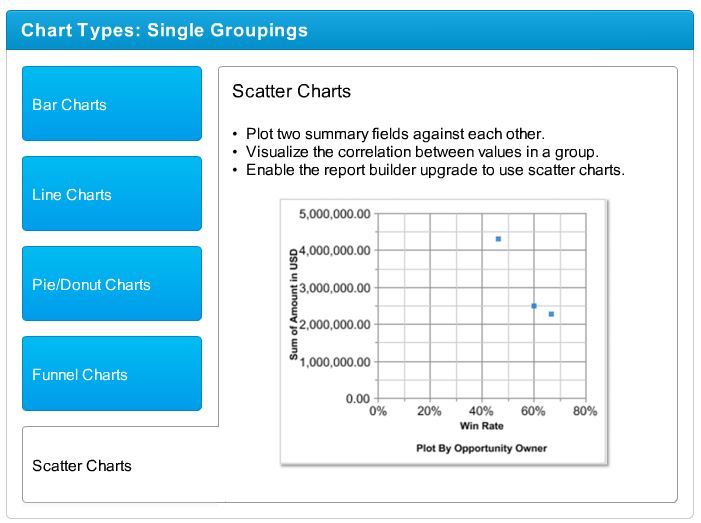 Chart Types: Single Groupings
Bar Charts
Line Charts
Pie/Donut Charts
Funnel Charts
Scatter Charts
Scatter Charts
• Plot two summary fields against each other.
• Visualize the correlation between values in a group.
• Enable the report builder upgrade to use scatter charts.
Sum of Amount in USD
5,000,000.00
4,000,000.00
3,000,000.00
2,000,000.00
1,000,000.00
0.00
0% 20% 40% 60% 80%
Win Rate
Plot By Opportunity Owner